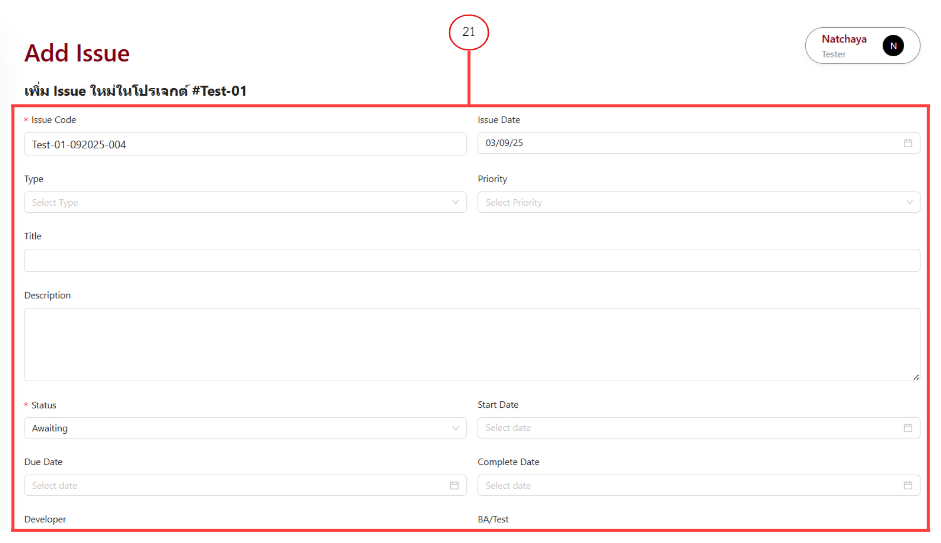 21
Natchaya
Tester
N
Add Issue
เพิ่ม Issue ใหม่ในโปรเจกต์ #Test-01
* Issue Code
Issue Date
Test-01-092025-004
03/09/25
Type
Priority
Select Type
Select Priority
Title
Description
* Status
Start Date
Awaiting
Select date
Due Date
Complete Date
Select date
Select date
Developer
BA/Test